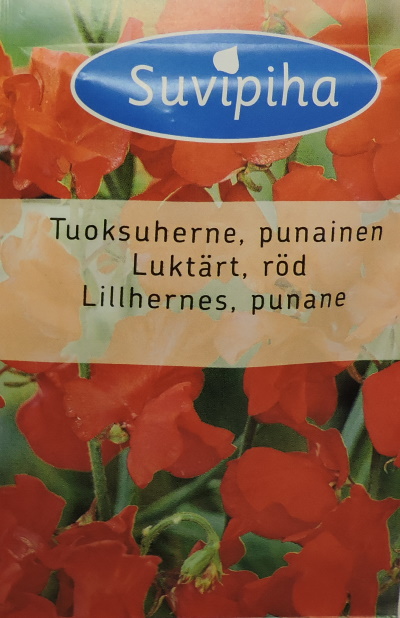 Suvipiha
Tuoksuherne, punainen
Luktärt, röd
Lillhernes, punane